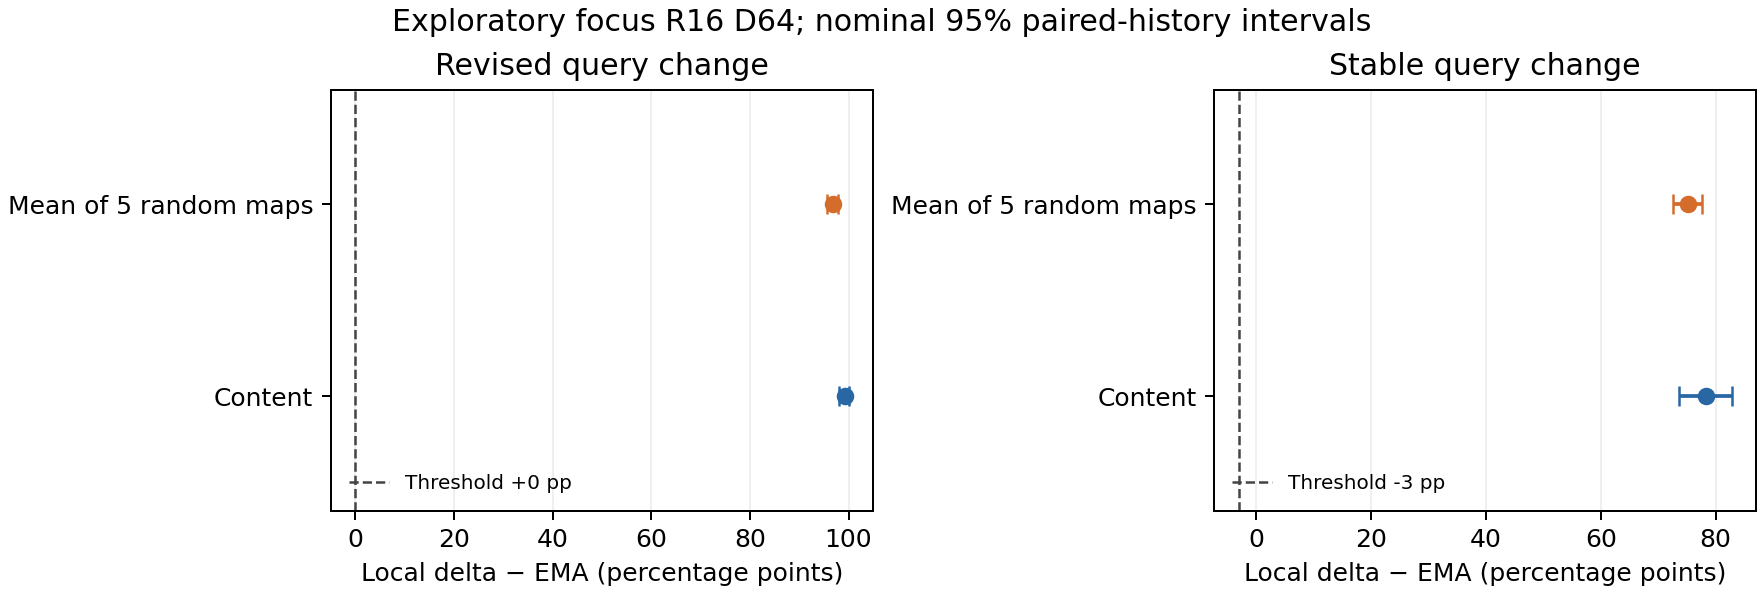 Exploratory focus R16 D64; nominal 95% paired-history intervals
Revised query change
Mean of 5 random maps
Content
Threshold +0 pp
0 20 40 60 80 100
Local delta − EMA (percentage points)
Stable query change
Mean of 5 random maps
Content
Threshold -3 pp
0 20 40 60 80
Local delta − EMA (percentage points)